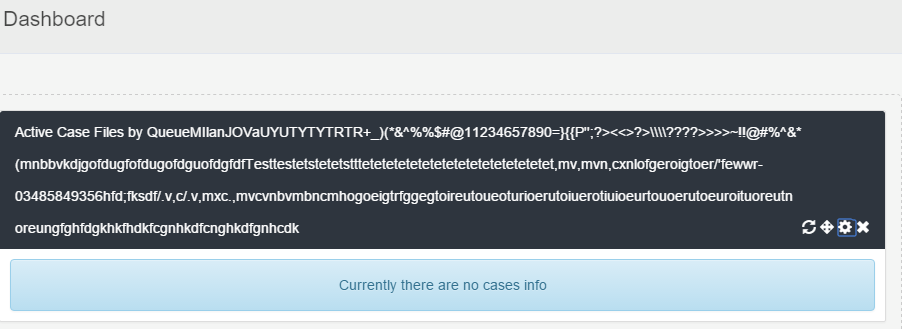 Dashboard
Active Case Files by QueueMIIanJOVaUYUTYTYTRTR+_)(*&^%%$#@11234657890=}{{P";?><<>?>\\\\????>>>>~!!@#%^&*
(mnbbvkdjgofdugfofdugofdguofdgfdfTesttestetstetetstttetetetetetetetetetetetetetetetet,mv,mvn,cxnlofgeroigtoer/'fewwr-
03485849356hfd;fksdf/.v,c/.v,mxc.,mvcvnbvmbncmhogoeigtrfggegtoireutoueoturioerutoiuerotiuioeurtouoerutoeuroituoreutn
oreungfghfdgkhkfhdkfcgnhkdfcnghkdfgnhcdk
Currently there are no cases info